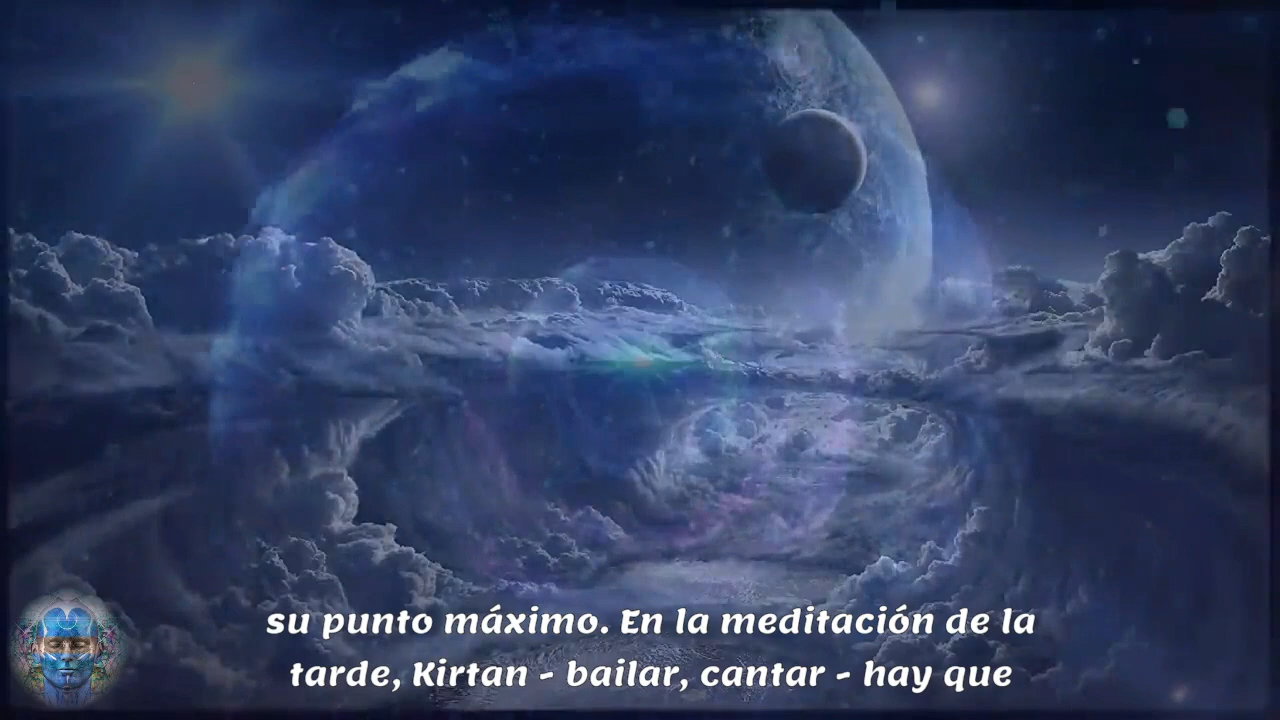 su punto máximo. En la meditación de la
tarde, Kirtan - bailar, cantar - hay que